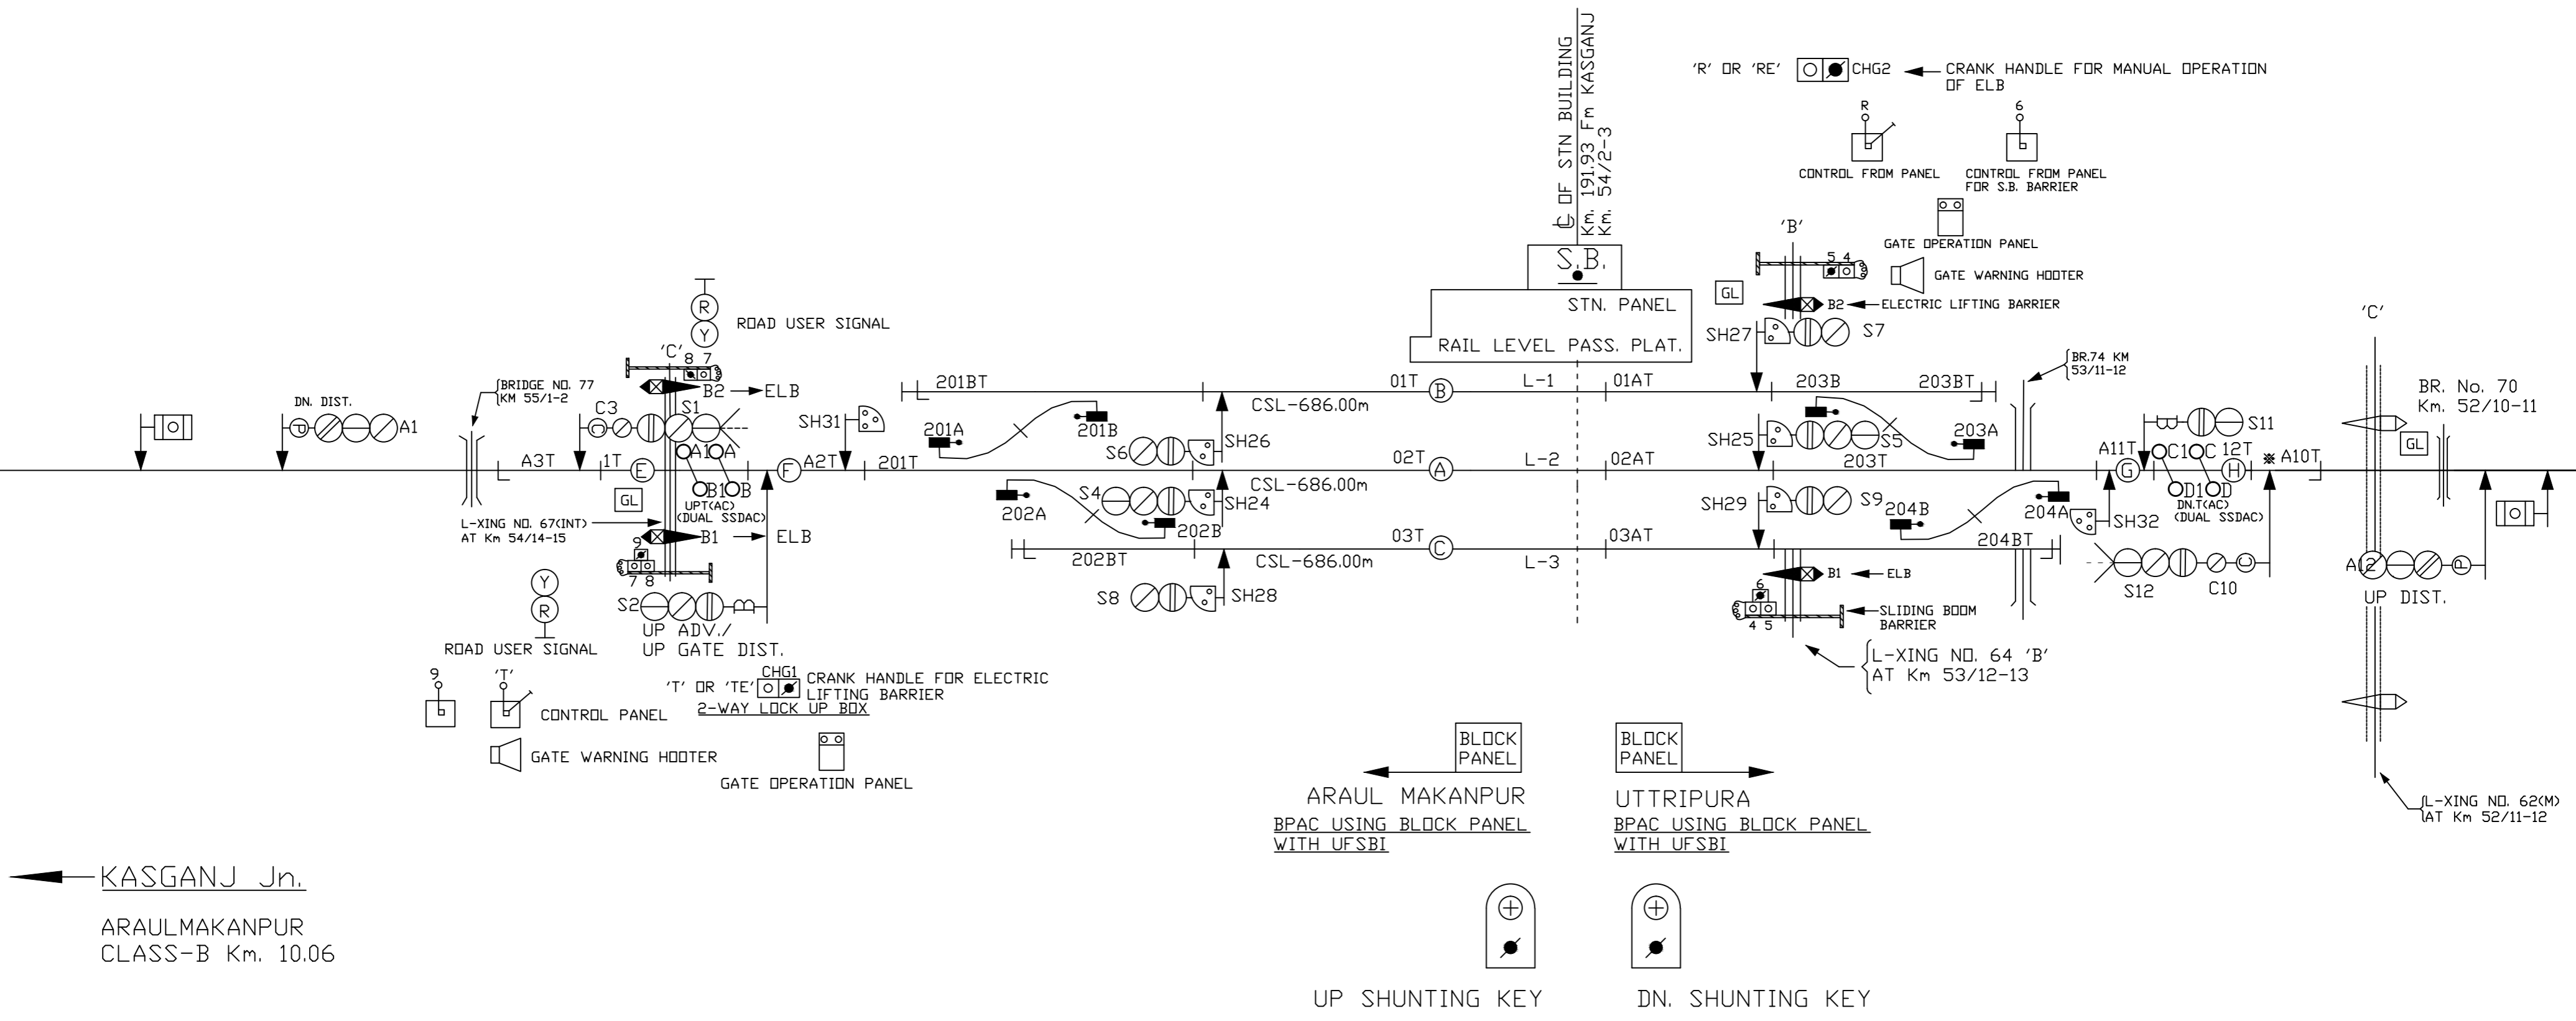 ℄ OF STN BUILDING
Km. 191.93 Fm KASGANJ
Km. 54/2-3
'R' OR 'RE'
CHG2
CRANK HANDLE FOR MANUAL OPERATION
OF ELB
R
6
CONTROL FROM PANEL
CONTROL FROM PANEL
FOR S.B. BARRIER
GATE OPERATION PANEL
'B'
5 4
GATE WARNING HOOTER
GL
B2
ELECTRIC LIFTING BARRIER
S.B.
STN. PANEL
RAIL LEVEL PASS. PLAT.
SH27
S7
R
Y
ROAD USER SIGNAL
'C'
8 7
B2
ELB
BRIDGE NO. 77
KM 55/1-2
DN. DIST.
P
A1
C3
C
S1
SH31
201BT
01T
B
L-1
01AT
203B
203BT
CSL-686.00m
BR.74 KM
53/11-12
'C'
BR. No. 70
Km. 52/10-11
GL
201A
201B
S6
SH26
SH25
S5
203A
B
S11
A3T
1T
E
A1
A
F
A2T
201T
02T
A
L-2
02AT
203T
A11T
G
C1
C
12T
H
※ A10T
GL
B1
B
UPT(AC)
(DUAL SSDAC)
CSL-686.00m
D1
D
DN.T(AC)
(DUAL SSDAC)
L-XING NO. 67(INT)
AT Km 54/14-15
202A
S4
SH24
202B
SH29
S9
204B
204A
SH32
B1
ELB
9
7 8
202BT
03T
C
L-3
03AT
204BT
CSL-686.00m
S8
SH28
B1
ELB
6
4 5
SLIDING BOOM
BARRIER
S12
C10
C
A12
P
UP DIST.
Y
R
ROAD USER SIGNAL
S2
B
UP ADV./
UP GATE DIST.
L-XING NO. 64 'B'
AT Km 53/12-13
9
'T'
CONTROL PANEL
'T' OR 'TE'
CHG1
CRANK HANDLE FOR ELECTRIC
LIFTING BARRIER
2-WAY LOCK UP BOX
GATE WARNING HOOTER
GATE OPERATION PANEL
BLOCK
PANEL
BLOCK
PANEL
ARAUL MAKANPUR
BPAC USING BLOCK PANEL
WITH UFSBI
UTTRIPURA
BPAC USING BLOCK PANEL
WITH UFSBI
L-XING NO. 62(M)
AT Km 52/11-12
KASGANJ Jn.
ARAULMAKANPUR
CLASS-B Km. 10.06
UP SHUNTING KEY
DN. SHUNTING KEY